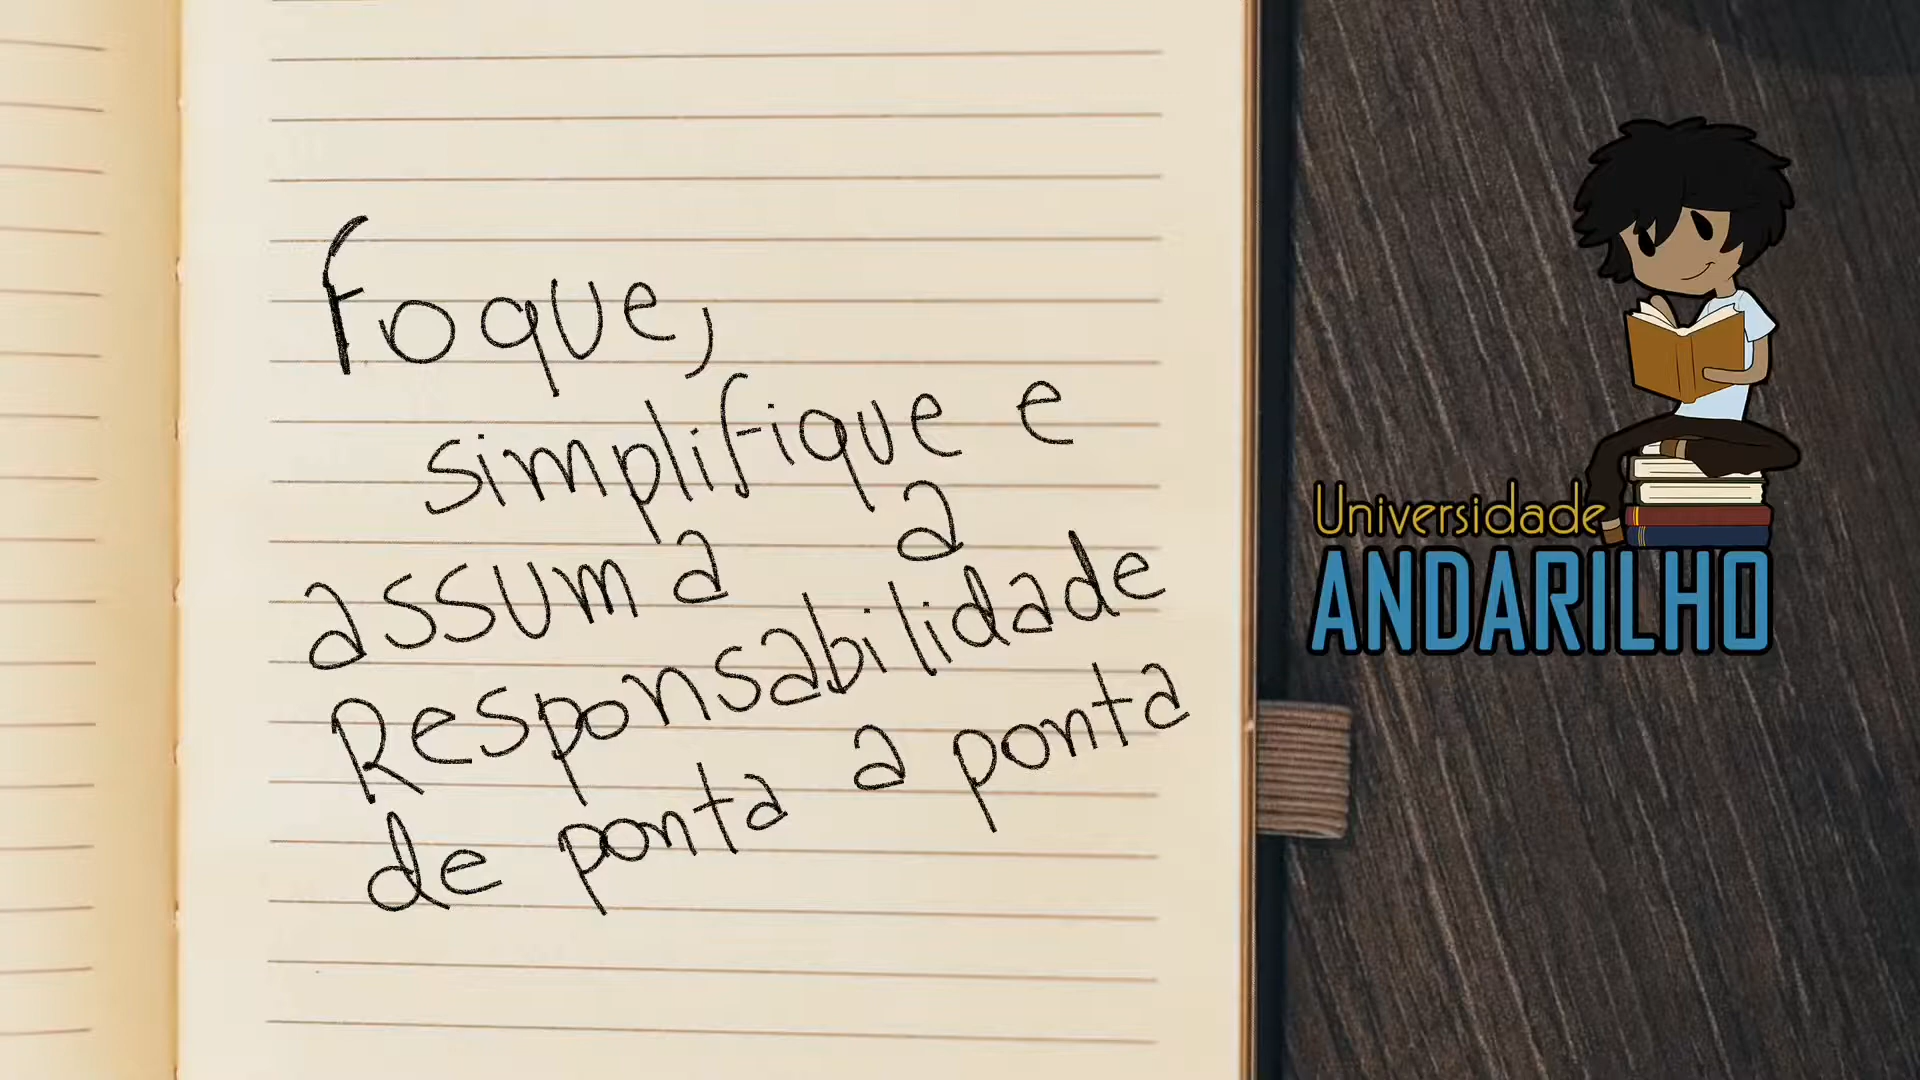 Foque,
simplifique e
assuma a
Responsabilidade
de ponta a ponta
Universidade
ANDARILHO